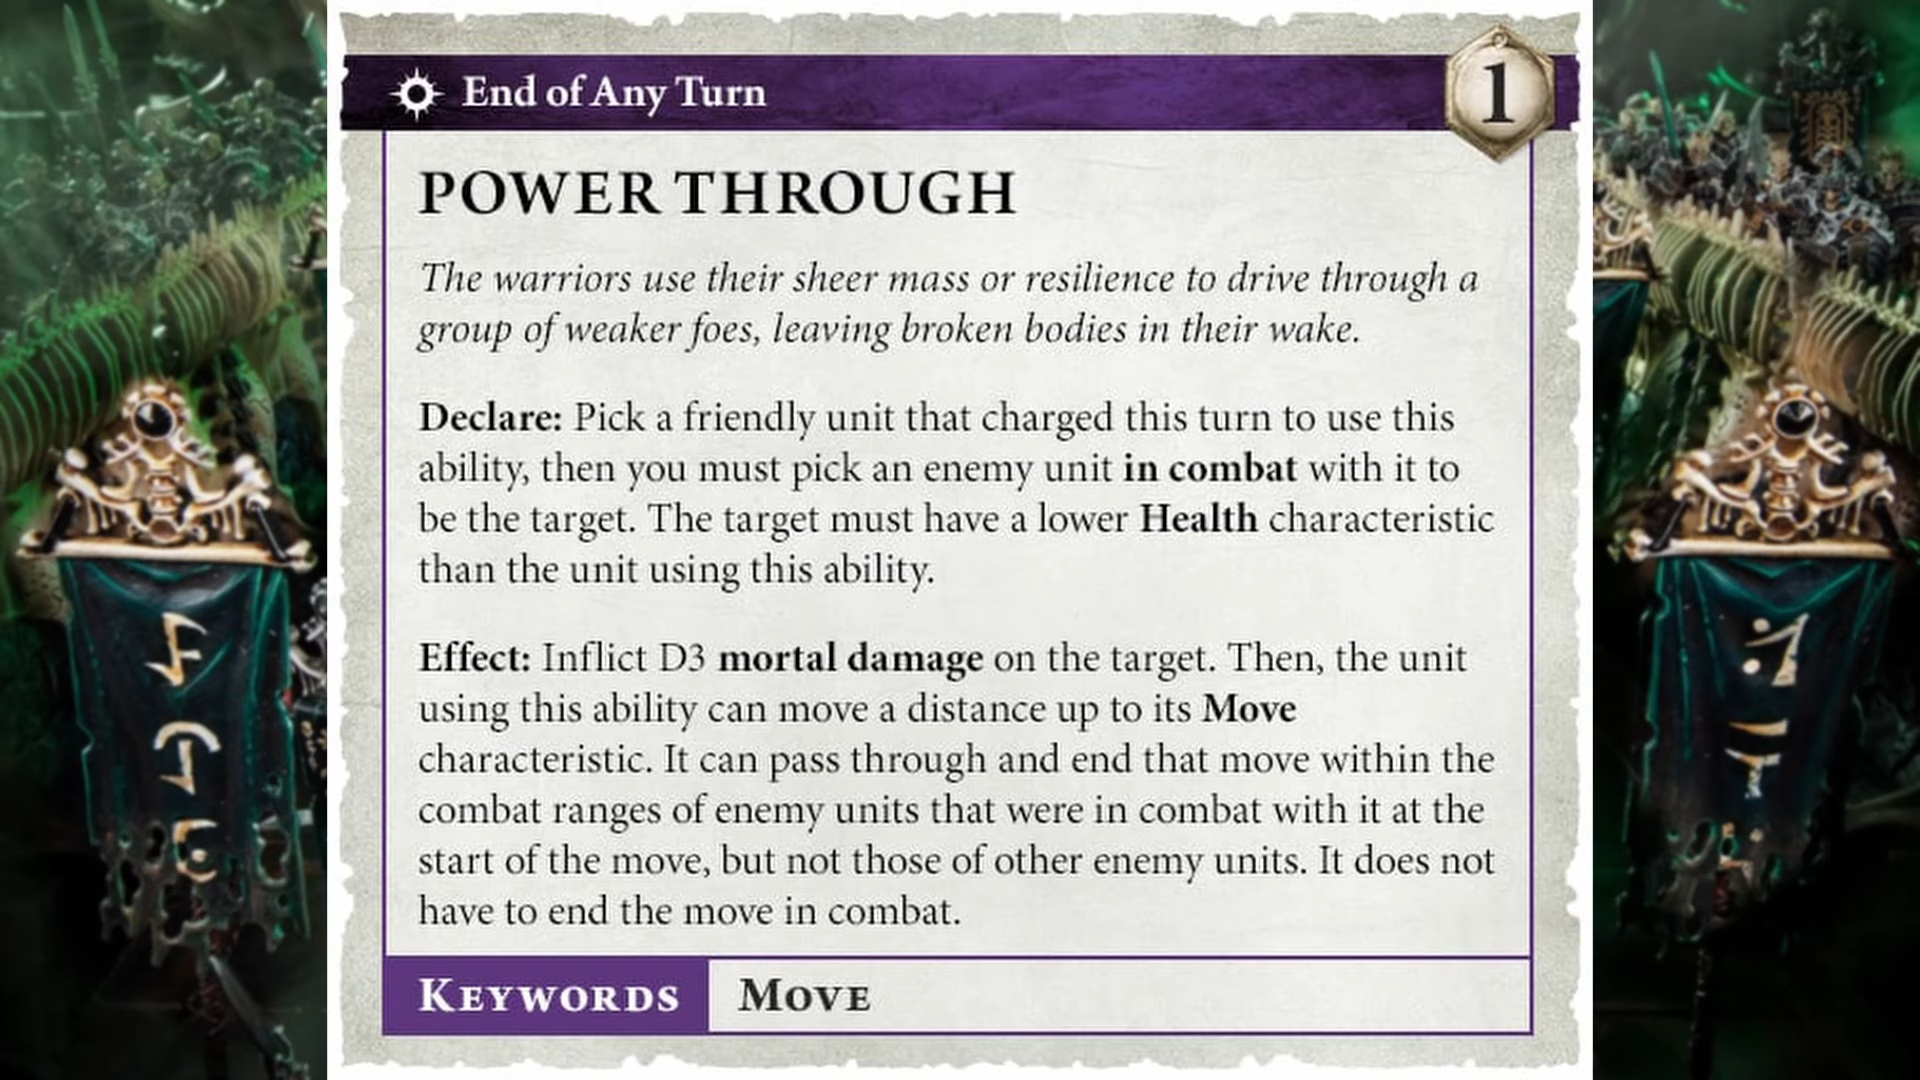 End of Any Turn
1
POWER THROUGH
The warriors use their sheer mass or resilience to drive through a
group of weaker foes, leaving broken bodies in their wake.
Declare: Pick a friendly unit that charged this turn to use this
ability, then you must pick an enemy unit in combat with it to
be the target. The target must have a lower Health characteristic
than the unit using this ability.
Effect: Inflict D3 mortal damage on the target. Then, the unit
using this ability can move a distance up to its Move
characteristic. It can pass through and end that move within the
combat ranges of enemy units that were in combat with it at the
start of the move, but not those of other enemy units. It does not
have to end the move in combat.
KEYWORDS MOVE